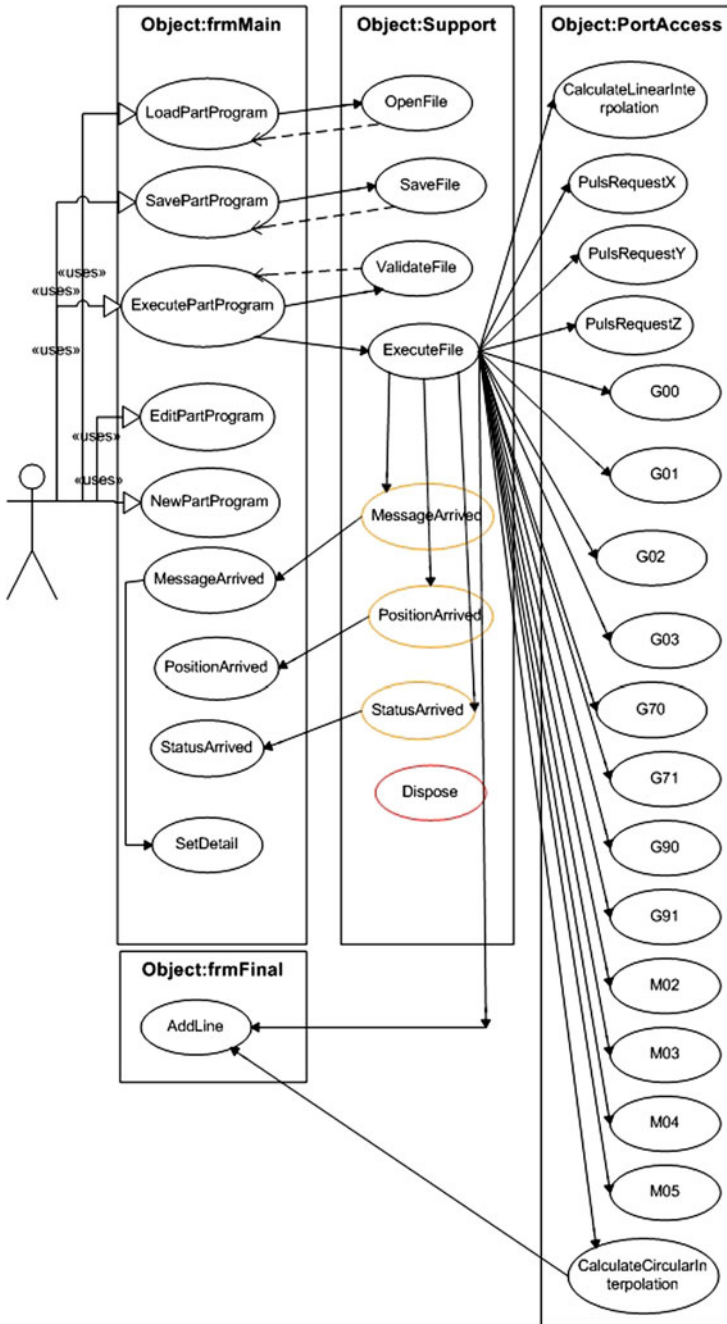 Object:frmMain
LoadPartProgram
SavePartProgram
«uses»
«uses»
ExecutePartProgram
«uses»
EditPartProgram
«uses»
«uses»
NewPartProgram
MessageArrived
PositionArrived
StatusArrived
SetDetail
Object:Support
OpenFile
SaveFile
ValidateFile
ExecuteFile
MessageArrived
PositionArrived
StatusArrived
Dispose
Object:PortAccess
CalculateLinearInte
rpolation
PulsRequestX
PulsRequestY
PulsRequestZ
G00
G01
G02
G03
G70
G71
G90
G91
M02
M03
M04
M05
CalculateCircularIn
terpolation
Object:frmFinal
AddLine